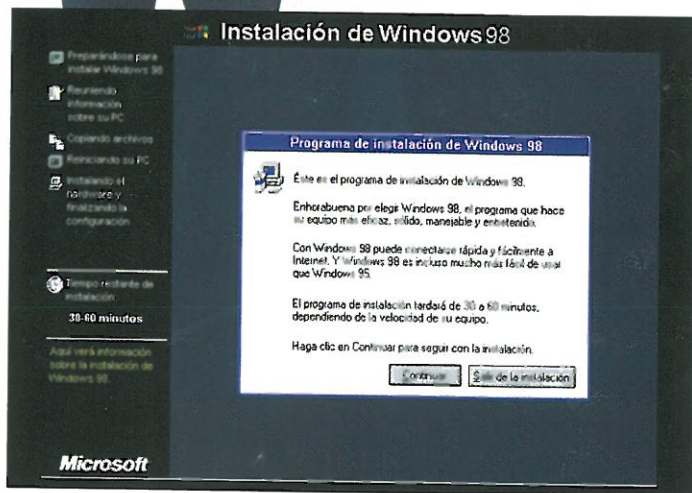 Instalación de Windows 98
Preparándose para
instalar Windows 98
Reuniendo
información
sobre su PC
Copiando archivos
Reiniciando su PC
Instalando el
hardware y
finalizando la
configuración
Tiempo restante de
instalación:
30-60 minutos
Aquí verá información
sobre la instalación de
Windows 98.
Microsoft
Programa de instalación de Windows 98
Éste es el programa de instalación de Windows 98.
Enhorabuena por elegir Windows 98, el programa que hace
su equipo más eficaz, sólido, manejable y entretenido.
Con Windows 98 puede conectarse rápida y fácilmente a
Internet. Y Windows 98 es incluso mucho más fácil de usar
que Windows 95.
El programa de instalación tardará de 30 a 60 minutos,
dependiendo de la velocidad de su equipo.
Haga clic en Continuar para seguir con la instalación.
Continuar
Salir de la instalación